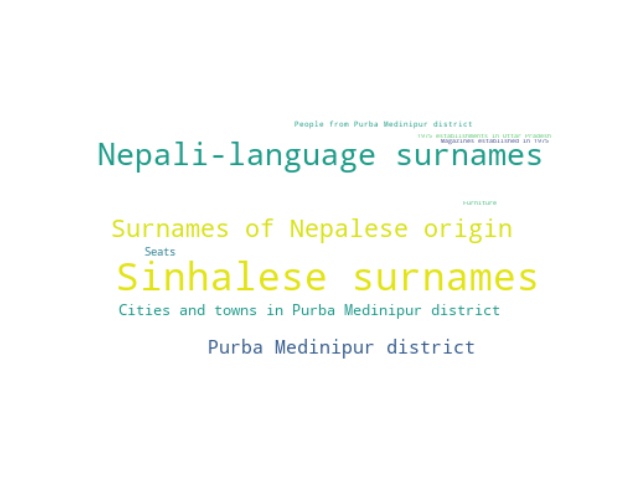 People from Purba Medinipur district
1975 establishments in Uttar Pradesh
Magazines established in 1975
Nepali-language surnames
Furniture
Surnames of Nepalese origin
Seats
Sinhalese surnames
Cities and towns in Purba Medinipur district
Purba Medinipur district